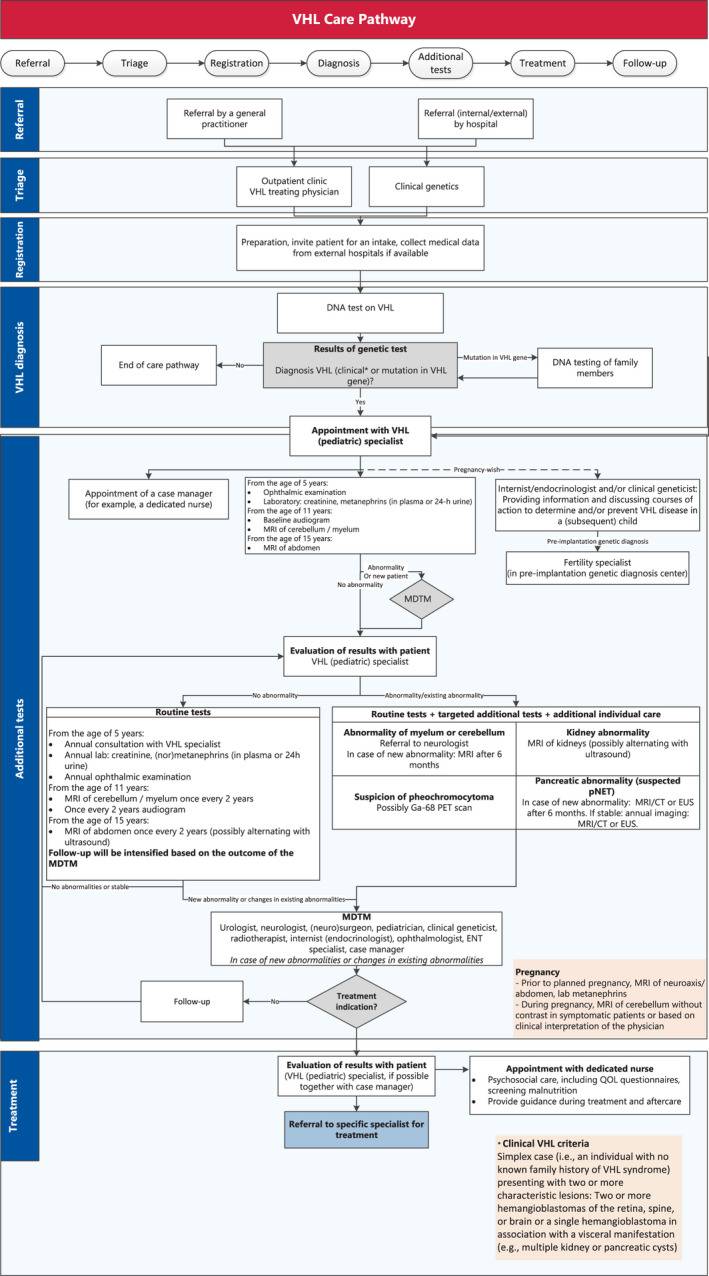 VHL Care Pathway
Referral
Triage
Registration
Diagnosis
Additional
tests
Treatment
Follow-up
Referral
Referral by a general
practitioner
Referral (internal/external)
by hospital
Triage
Outpatient clinic
VHL treating physician
Clinical genetics
Registration
Preparation, invite patient for an intake, collect medical data
from external hospitals if available
VHL diagnosis
DNA test on VHL
Results of genetic test
Diagnosis VHL (clinical* or mutation in VHL
gene)?
No
End of care pathway
Mutation in VHL gene
DNA testing of family
members
Yes
Appointment with VHL
(pediatric) specialist
Additional tests
Pregnancy-wish
Appointment of a case manager
(for example, a dedicated nurse)
From the age of 5 years:
• Ophthalmic examination
• Laboratory: creatinine, metanephrins (in plasma or 24-h urine)
From the age of 11 years:
• Baseline audiogram
• MRI of cerebellum / myelum
From the age of 15 years:
• MRI of abdomen
Internist/endocrinologist and/or clinical geneticist:
Providing information and discussing courses of
action to determine and/or prevent VHL disease in
a (subsequent) child
Pre-implantation genetic diagnosis
Fertility specialist
(in pre-implantation genetic diagnosis center)
Abnormality
Or new patient
No abnormality
MDTM
Evaluation of results with patient
VHL (pediatric) specialist
No abnormality
Abnormality/existing abnormality
Routine tests
From the age of 5 years:
• Annual consultation with VHL specialist
• Annual lab: creatinine, (nor)metanephrins (in plasma or 24h
urine)
• Annual ophthalmic examination
From the age of 11 years:
• MRI of cerebellum / myelum once every 2 years
• Once every 2 years audiogram
From the age of 15 years:
• MRI of abdomen once every 2 years (possibly alternating with
ultrasound)
Follow-up will be intensified based on the outcome of the
MDTM
Routine tests + targeted additional tests + additional individual care
Abnormality of myelum or cerebellum
Referral to neurologist
In case of new abnormality: MRI after 6
months
Kidney abnormality
MRI of kidneys (possibly alternating with
ultrasound)
Suspicion of pheochromocytoma
Possibly Ga-68 PET scan
Pancreatic abnormality (suspected
pNET)
In case of new abnormality: MRI/CT or EUS
after 6 months. If stable: annual imaging:
MRI/CT or EUS.
No abnormalities or stable
New abnormality or changes in existing abnormalities
MDTM
Urologist, neurologist, (neuro)surgeon, pediatrician, clinical geneticist,
radiotherapist, internist (endocrinologist), ophthalmologist, ENT
specialist, case manager
In case of new abnormalities or changes in existing abnormalities
Pregnancy
- Prior to planned pregnancy, MRI of neuroaxis/
abdomen, lab metanephrins
- During pregnancy, MRI of cerebellum without
contrast in symptomatic patients or based on
clinical interpretation of the physician
Follow-up
No
Treatment
indication?
Treatment
Evaluation of results with patient
(VHL (pediatric) specialist, if possible
together with case manager)
Appointment with dedicated nurse
• Psychosocial care, including QOL questionnaires,
screening malnutrition
• Provide guidance during treatment and aftercare
Referral to specific specialist for
treatment
* Clinical VHL criteria
Simplex case (i.e., an individual with no
known family history of VHL syndrome)
presenting with two or more
characteristic lesions: Two or more
hemangioblastomas of the retina, spine,
or brain or a single hemangioblastoma in
association with a visceral manifestation
(e.g., multiple kidney or pancreatic cysts)